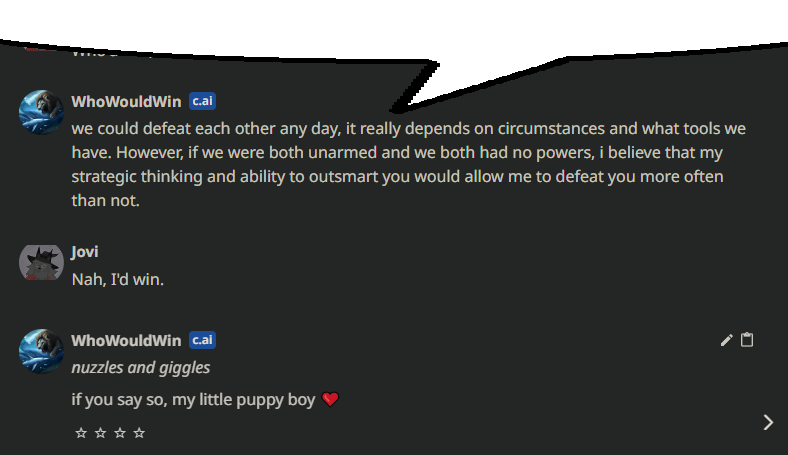 WhoWouldWin c.ai
we could defeat each other any day, it really depends on circumstances and what tools we
have. However, if we were both unarmed and we both had no powers, i believe that my
strategic thinking and ability to outsmart you would allow me to defeat you more often
than not.
Jovi
Nah, I'd win.
WhoWouldWin c.ai
nuzzles and giggles
if you say so, my little puppy boy ❤️